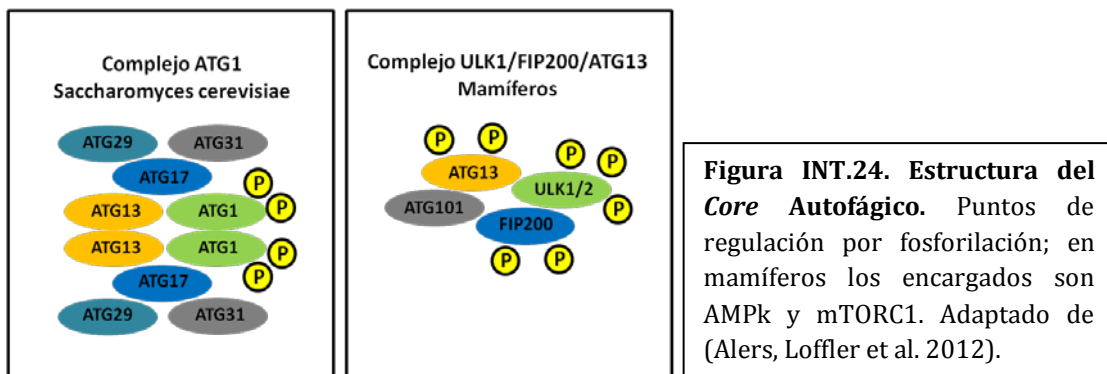 Complejo ATG1
Saccharomyces cerevisiae
ATG29 ATG31
ATG17
P
ATG13 ATG1
P
ATG13 ATG1
P
P
ATG17
ATG29 ATG31
Complejo ULK1/FIP200/ATG13
Mamíferos
P P
P P
ATG13
ULK1/2
ATG101
P
FIP200
P P
Figura INT.24. Estructura del
Core Autofágico. Puntos de
regulación por fosforilación; en
mamíferos los encargados son
AMPk y mTORC1. Adaptado de
(Alers, Loffler et al. 2012).